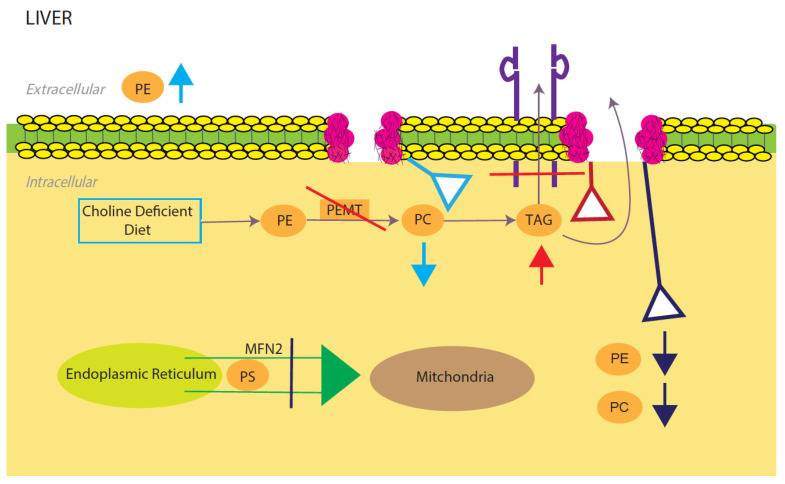 LIVER
Extracellular
PE
Intracellular
Choline Deficient
Diet
PE
PEMT
PC
TAG
MFN2
Endoplasmic Reticulum
PS
Mitchondria
PE
PC